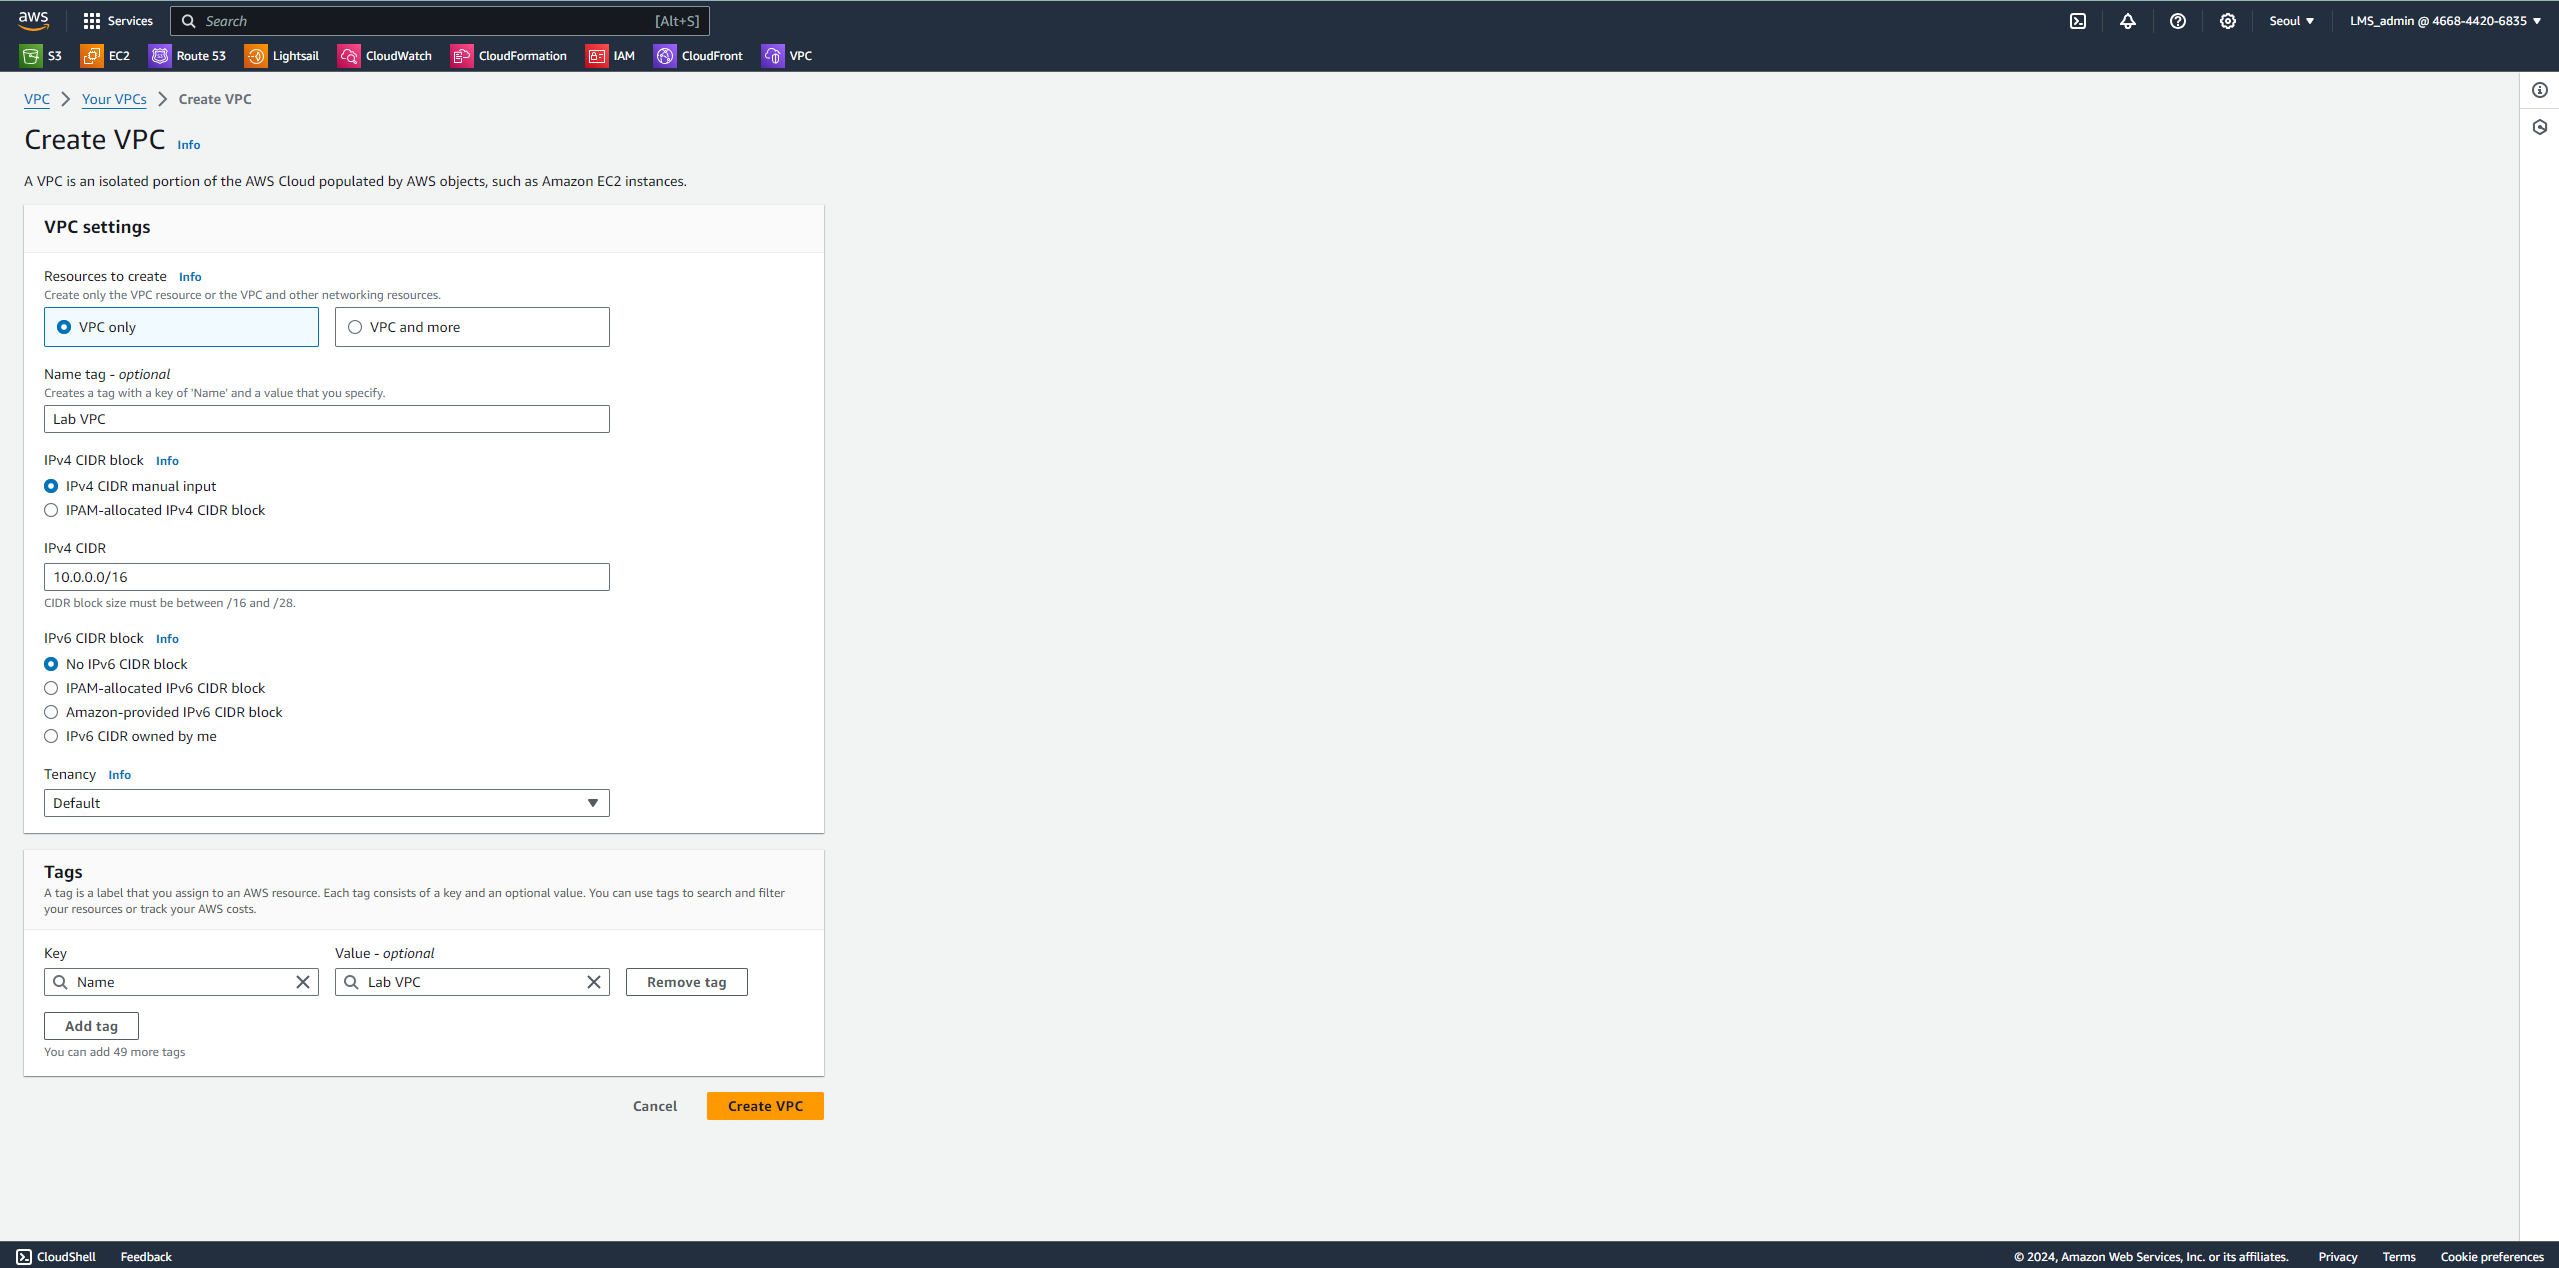 aws
Services
Search
[Alt+S]
Seoul
LMS_admin @ 4668-4420-6835
S3
EC2
Route 53
Lightsail
CloudWatch
CloudFormation
IAM
CloudFront
VPC
VPC
Your VPCs
Create VPC
Create VPC
Info
A VPC is an isolated portion of the AWS Cloud populated by AWS objects, such as Amazon EC2 instances.
VPC settings
Resources to create Info
Create only the VPC resource or the VPC and other networking resources.
VPC only
VPC and more
Name tag - optional
Creates a tag with a key of 'Name' and a value that you specify.
Lab VPC
IPv4 CIDR block Info
IPv4 CIDR manual input
IPAM-allocated IPv4 CIDR block
IPv4 CIDR
10.0.0.0/16
CIDR block size must be between /16 and /28.
IPv6 CIDR block Info
No IPv6 CIDR block
IPAM-allocated IPv6 CIDR block
Amazon-provided IPv6 CIDR block
IPv6 CIDR owned by me
Tenancy Info
Default
Tags
A tag is a label that you assign to an AWS resource. Each tag consists of a key and an optional value. You can use tags to search and filter
your resources or track your AWS costs.
Key
Value - optional
Name
Lab VPC
Remove tag
Add tag
You can add 49 more tags
Cancel
Create VPC
CloudShell
Feedback
© 2024, Amazon Web Services, Inc. or its affiliates.
Privacy
Terms
Cookie preferences